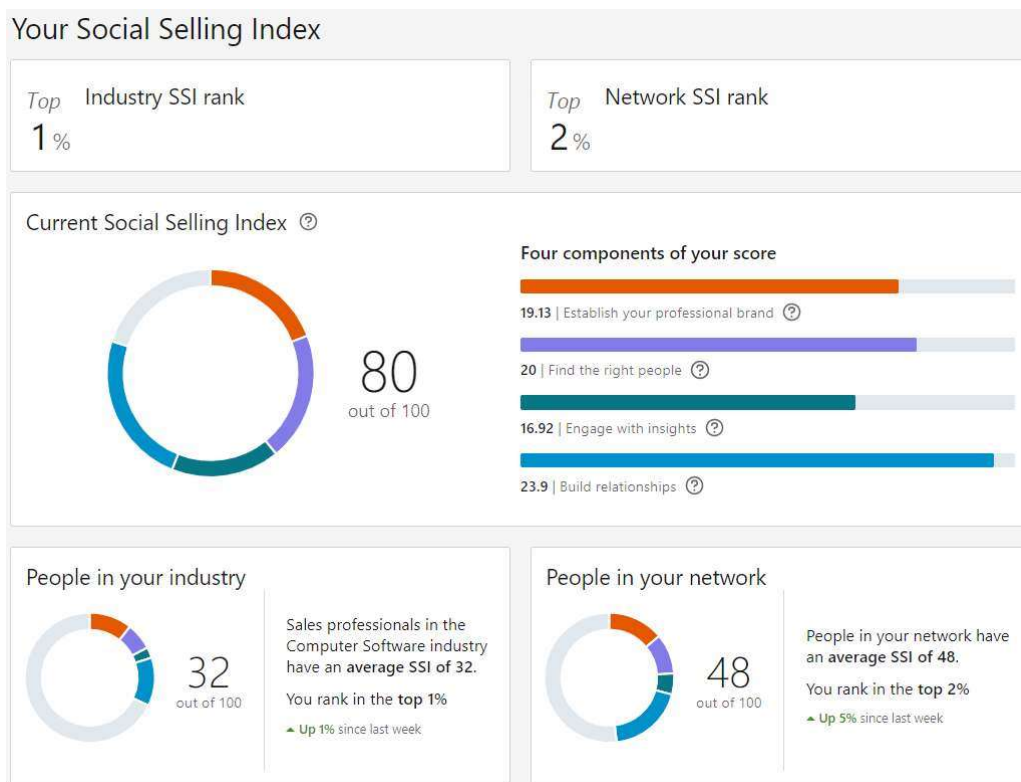 Your Social Selling Index
Top Industry SSI rank
1 %
Top Network SSI rank
2 %
Current Social Selling Index ?
80
out of 100
Four components of your score
19.13 | Establish your professional brand ?
20 | Find the right people ?
16.92 | Engage with insights ?
23.9 | Build relationships ?
People in your industry
32
out of 100
Sales professionals in the
Computer Software industry
have an average SSI of 32.
You rank in the top 1%
Up 1% since last week
People in your network
48
out of 100
People in your network have
an average SSI of 48.
You rank in the top 2%
Up 5% since last week